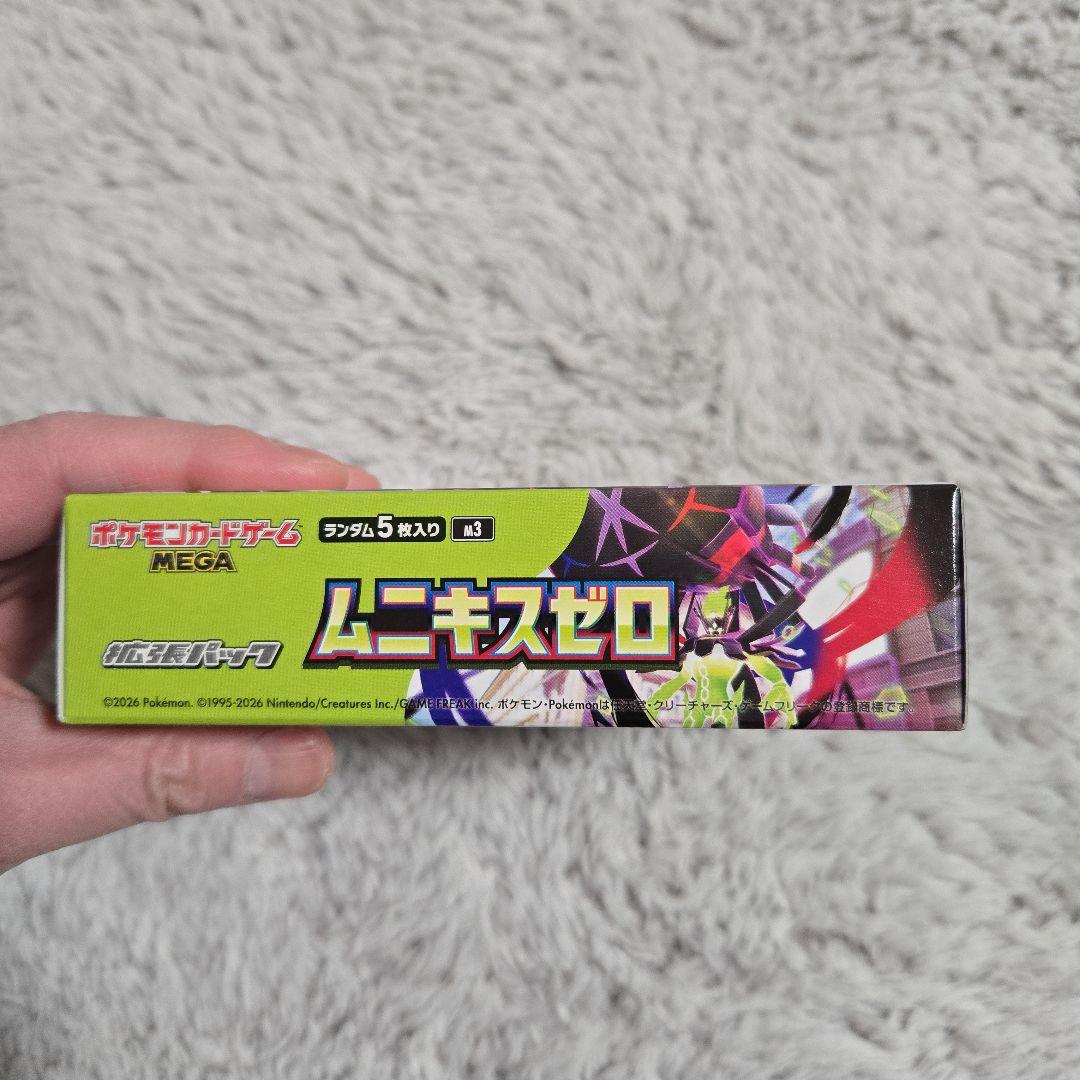 ポケモンカードゲーム
MEGA
ランダム5枚入り M3
ムニキスゼロ
拡張パック
©2026 Pokémon. ©1995-2026 Nintendo/Creatures Inc./GAME FREAK inc. ポケモン・Pokémonは任天堂・クリーチャーズ・ゲームフリークの登録商標です。